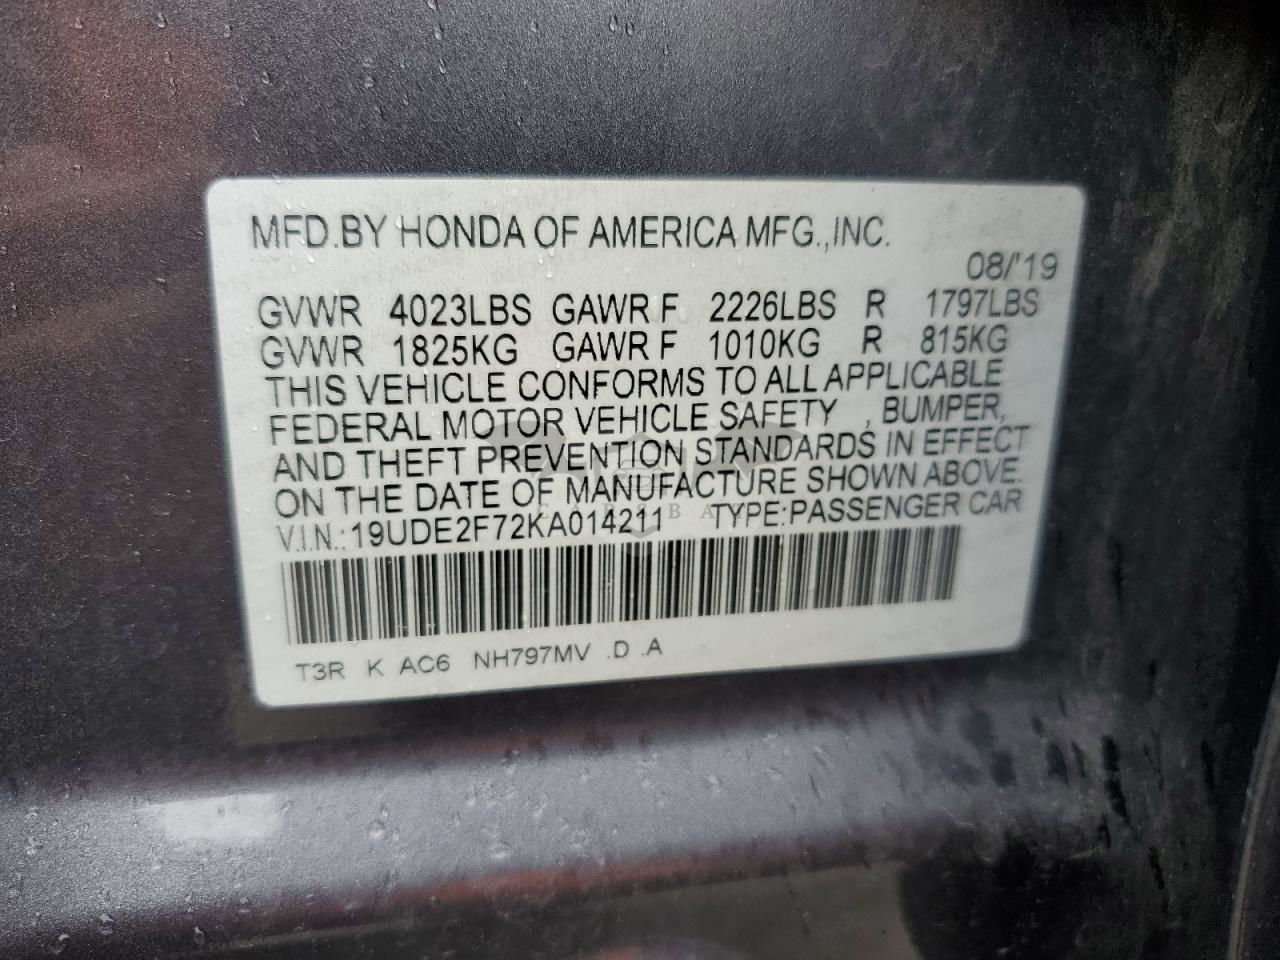 MFD.BY HONDA OF AMERICA MFG.,INC.
08/'19
GVWR 4023LBS GAWR F 2226LBS R 1797LBS
GVWR 1825KG GAWR F 1010KG R 815KG
THIS VEHICLE CONFORMS TO ALL APPLICABLE
FEDERAL MOTOR VEHICLE SAFETY , BUMPER,
AND THEFT PREVENTION STANDARDS IN EFFECT
ON THE DATE OF MANUFACTURE SHOWN ABOVE.
V.I.N.: 19UDE2F72KA014211 TYPE:PASSENGER CAR
T3R K AC6 NH797MV .D .A